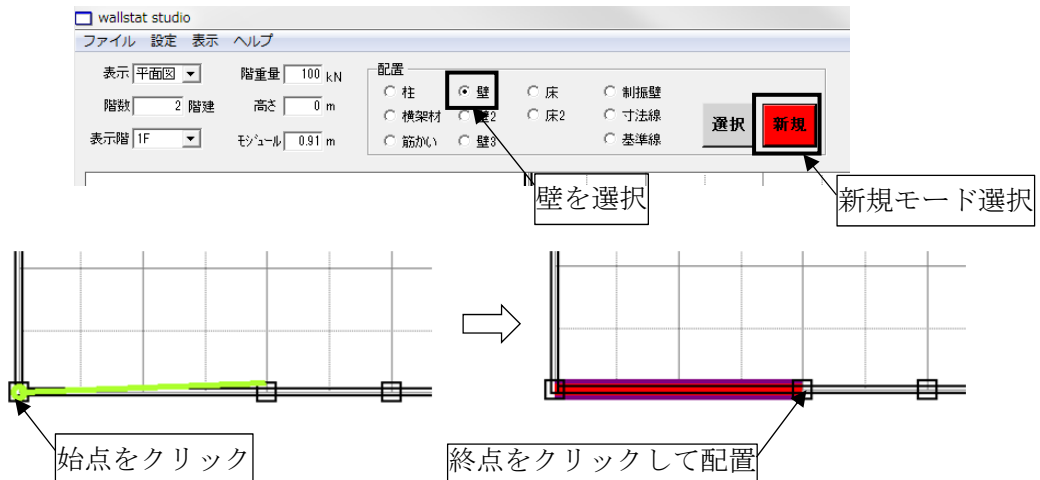 wallstat studio
ファイル 設定 表示 ヘルプ
表示 平面図 階重量 100 kN
階数 2 階建 高さ 0 m
表示階 1F モジュール 0.91 m
配置
柱 壁 床 制振壁
横架材 壁2 床2 寸法線
筋かい 壁3 基準線
選択 新規
壁を選択
新規モード選択
始点をクリック
終点をクリックして配置